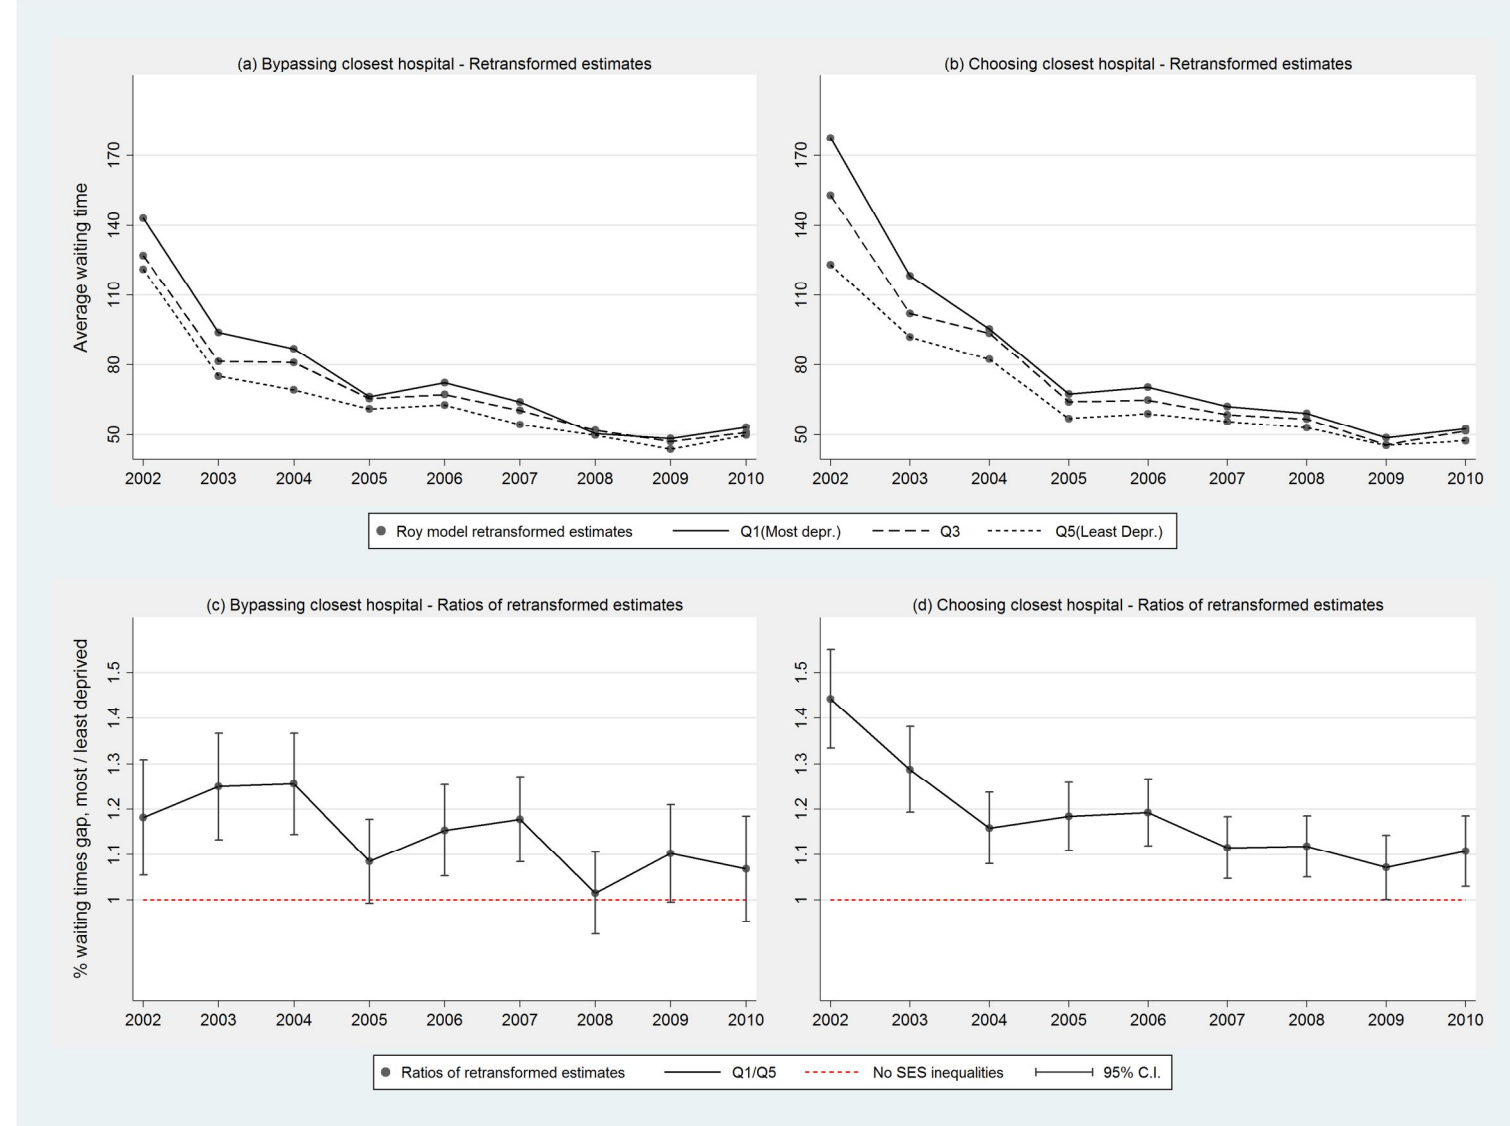 (a) Bypassing closest hospital - Retransformed estimates
Average waiting time
170
140
110
80
50
2002 2003 2004 2005 2006 2007 2008 2009 2010
(b) Choosing closest hospital - Retransformed estimates
170
140
110
80
50
2002 2003 2004 2005 2006 2007 2008 2009 2010
Roy model retransformed estimates Q1(Most depr.) Q3 Q5(Least Depr.)
(c) Bypassing closest hospital - Ratios of retransformed estimates
% waiting times gap, most / least deprived
1.5
1.4
1.3
1.2
1.1
1
2002 2003 2004 2005 2006 2007 2008 2009 2010
(d) Choosing closest hospital - Ratios of retransformed estimates
1.5
1.4
1.3
1.2
1.1
1
2002 2003 2004 2005 2006 2007 2008 2009 2010
Ratios of retransformed estimates Q1/Q5 No SES inequalities 95% C.I.